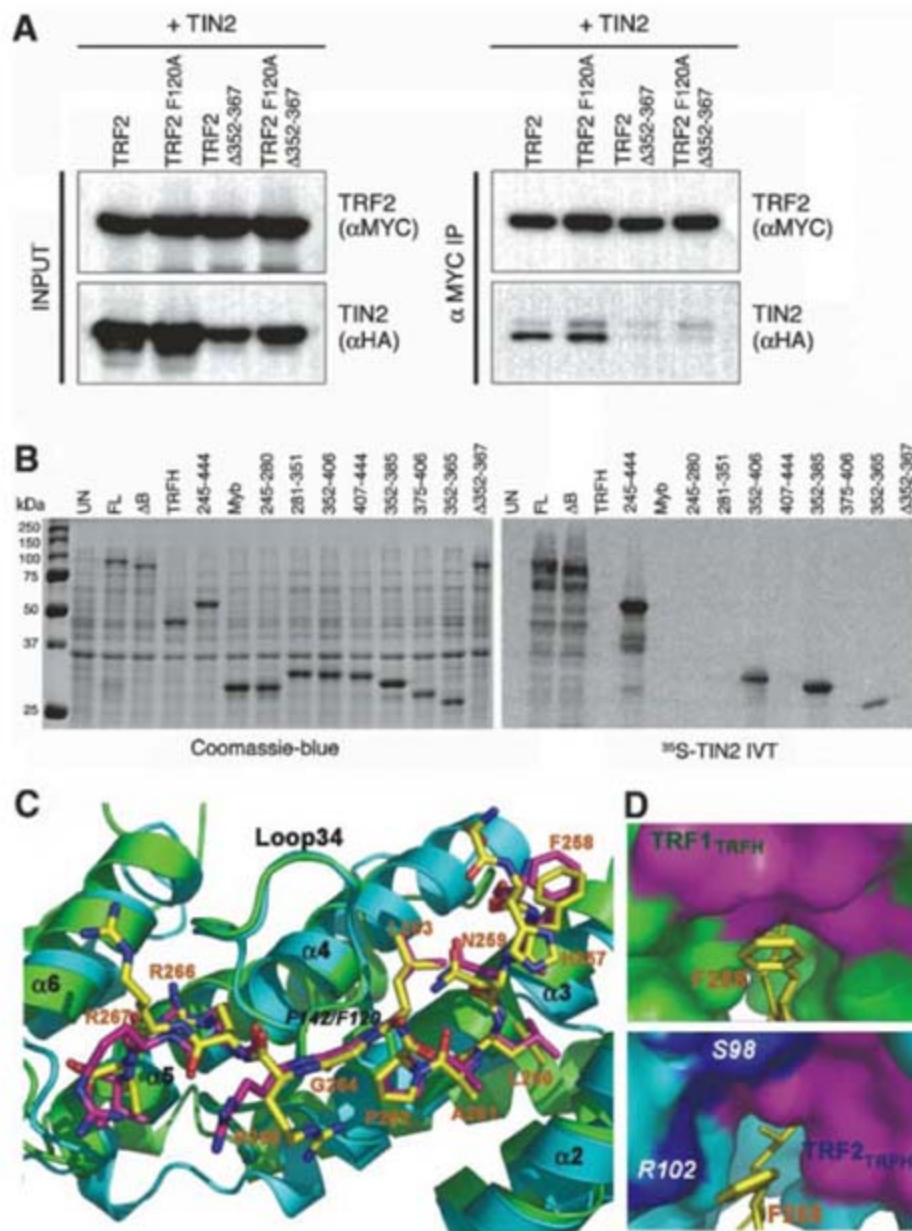 A
+ TIN2
TRF2
TRF2 F120A
TRF2 Δ352-367
TRF2 F120A Δ352-367
INPUT
TRF2 (αMYC)
TIN2 (αHA)
+ TIN2
TRF2
TRF2 F120A
TRF2 Δ352-367
TRF2 F120A Δ352-367
α MYC IP
TRF2 (αMYC)
TIN2 (αHA)
B
kDa
UN
FL
ΔB
TRFH
245-444
Myb
245-280
281-351
352-406
407-444
352-385
375-406
352-365
Δ352-367
250
150
100
75
50
37
25
Coomassie-blue
UN
FL
ΔB
TRFH
245-444
Myb
245-280
281-351
352-406
407-444
352-385
375-406
352-365
Δ352-367
³⁵S-TIN2 IVT
C
Loop34
F258
α6
α4
N259
H257
R266
α3
R267
F142/F120
α5
G264
L260
A261
α2
D
TRF1TRFH
S98
R102
TRF2TRFH